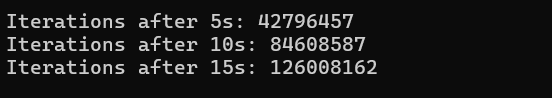 Iterations after 5s: 42796457
Iterations after 10s: 84608587
Iterations after 15s: 126008162